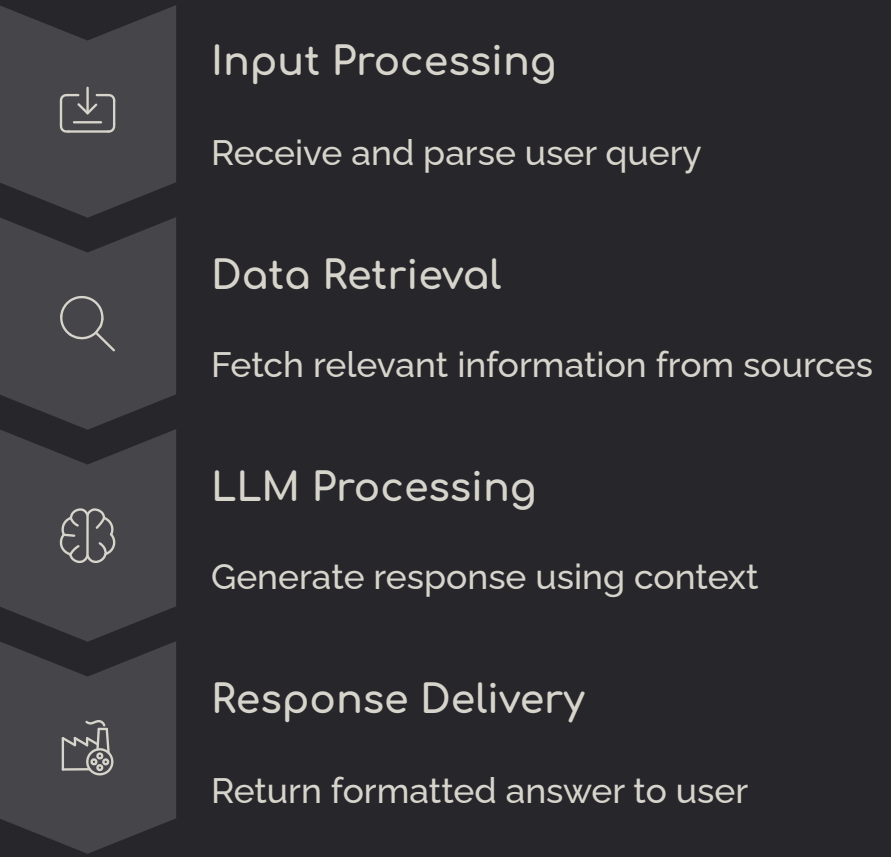 Input Processing
Receive and parse user query
Data Retrieval
Fetch relevant information from sources
LLM Processing
Generate response using context
Response Delivery
Return formatted answer to user